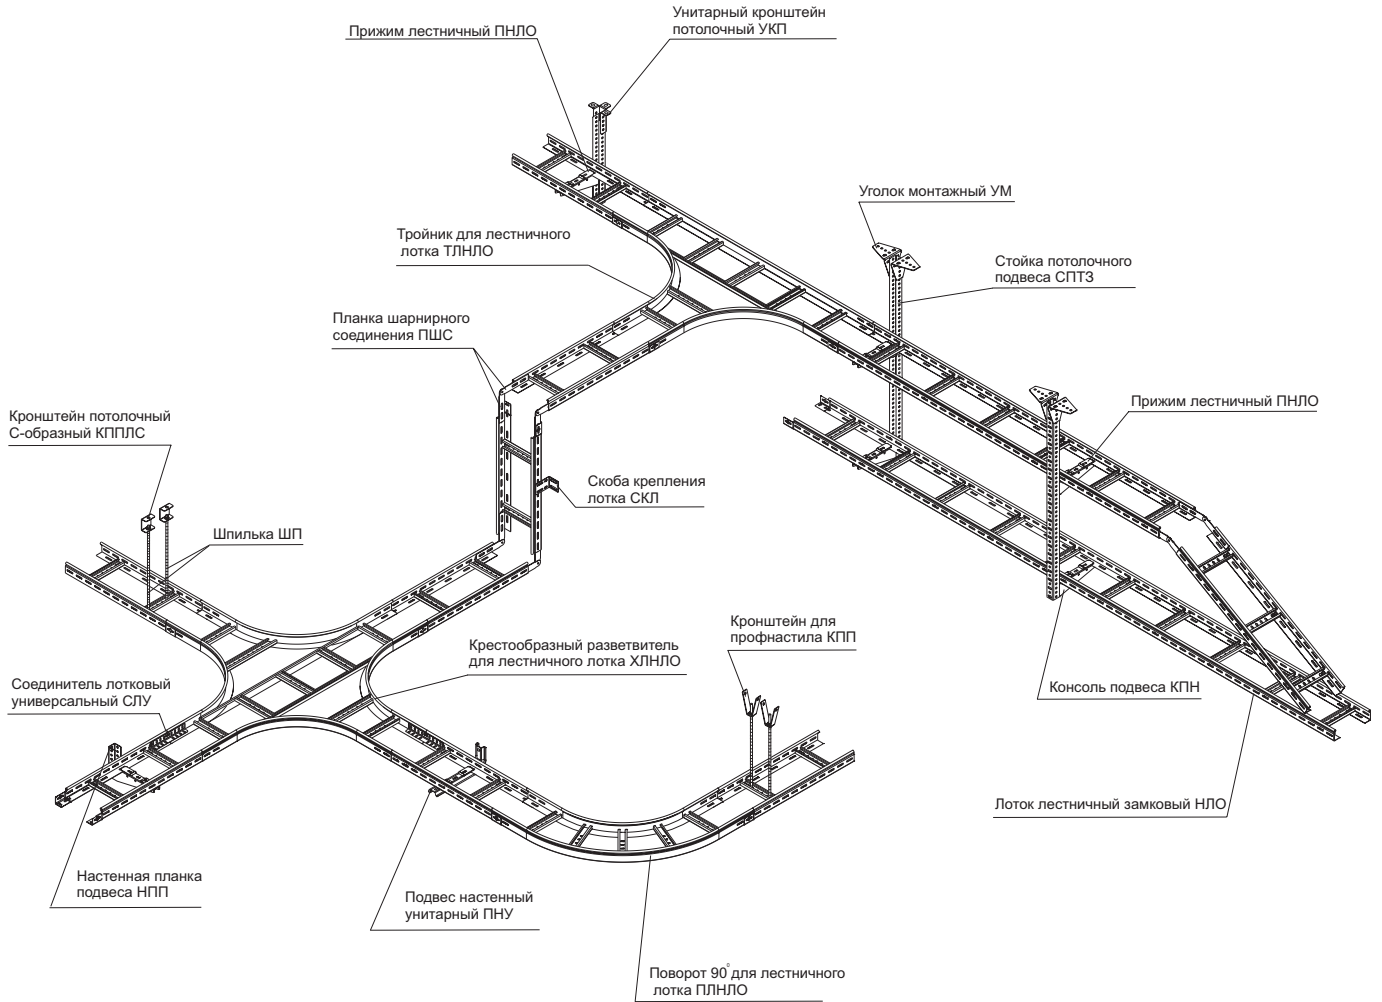 Унитарный кронштейн
потолочный УКП
Прижим лестничный ПНЛО
Уголок монтажный УМ
Тройник для лестничного
лотка ТЛНЛО
Стойка потолочного
подвеса СПТЗ
Планка шарнирного
соединения ПШС
Прижим лестничный ПНЛО
Кронштейн потолочный
С-образный КППЛС
Скоба крепления
лотка СКЛ
Шпилька ШП
Кронштейн для
профнастила КПП
Крестообразный разветвитель
для лестничного лотка ХЛНЛО
Соединитель лотковый
универсальный СЛУ
Консоль подвеса КПН
Лоток лестничный замковый НЛО
Настенная планка
подвеса НПП
Подвес настенный
унитарный ПНУ
Поворот 90° для лестничного
лотка ПЛНЛО